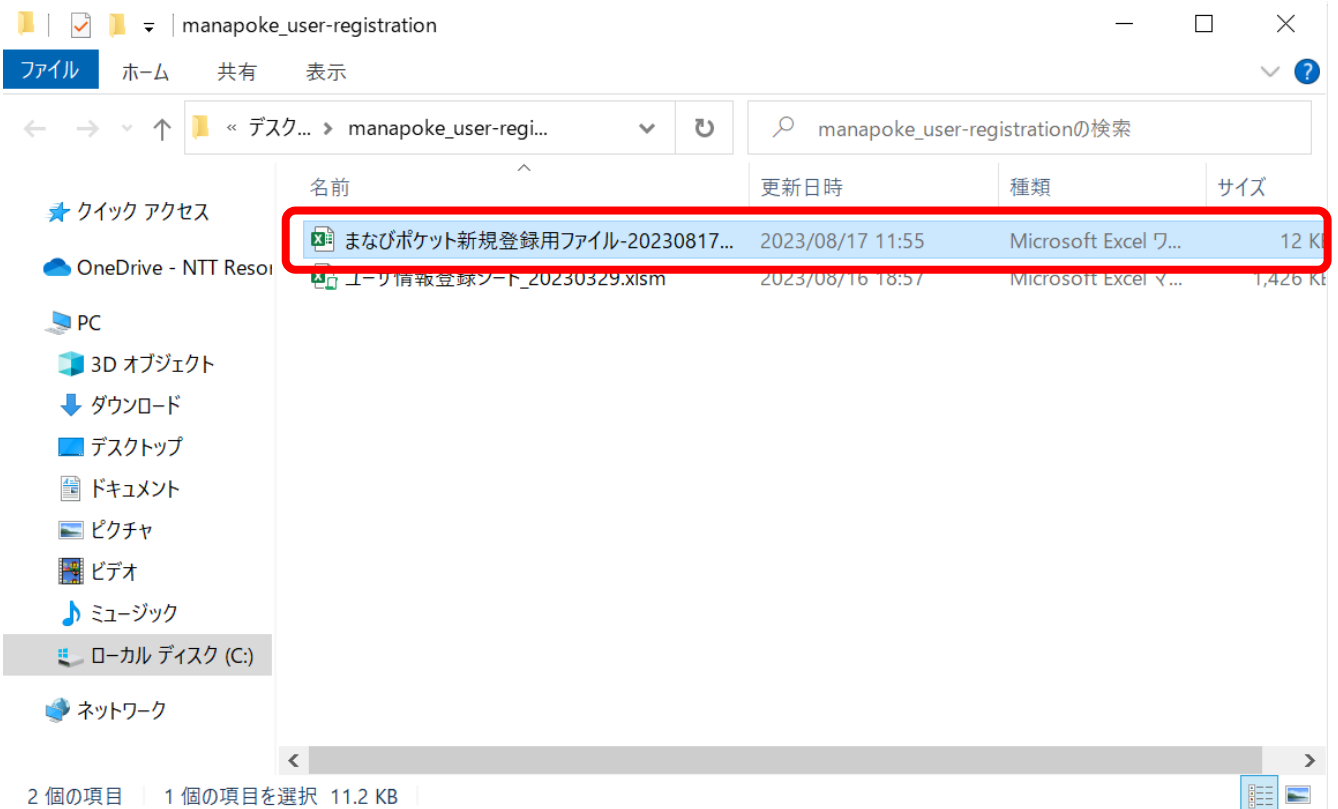 manapoke_user-registration
ファイル ホーム 共有 表示
« デスク... › manapoke_user-regi... manapoke_user-registrationの検索
名前 更新日時 種類 サイズ
クイック アクセス
まなびポケット新規登録用ファイル-20230817... 2023/08/17 11:55 Microsoft Excel ワ... 12 KB
OneDrive - NTT Resor
ユーザ情報登録シート_20230329.xlsm 2023/08/16 18:57 Microsoft Excel マ... 1,426 KB
PC
3D オブジェクト
ダウンロード
デスクトップ
ドキュメント
ピクチャ
ビデオ
ミュージック
ローカル ディスク (C:)
ネットワーク
2 個の項目 1 個の項目を選択 11.2 KB